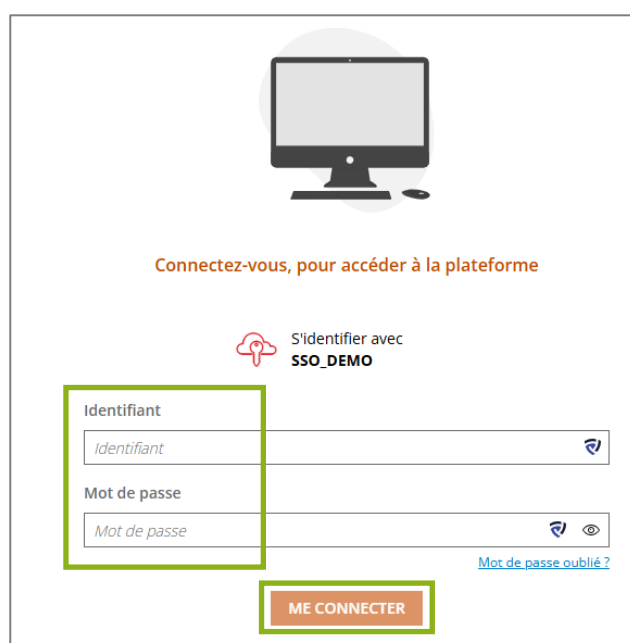 Connectez-vous, pour accéder à la plateforme
S'identifier avec
SSO_DEMO
Identifiant
Identifiant
Mot de passe
Mot de passe
Mot de passe oublié ?
ME CONNECTER